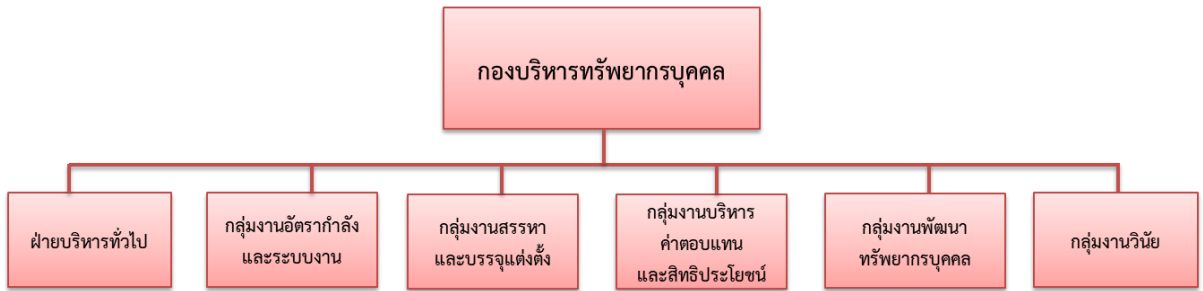 กองบริหารทรัพยากรบุคคล
ฝ่ายบริหารทั่วไป
กลุ่มงานอัตรากำลัง
และระบบงาน
กลุ่มงานสรรหา
และบรรจุแต่งตั้ง
กลุ่มงานบริหาร
ค่าตอบแทน
และสิทธิประโยชน์
กลุ่มงานพัฒนา
ทรัพยากรบุคคล
กลุ่มงานวินัย